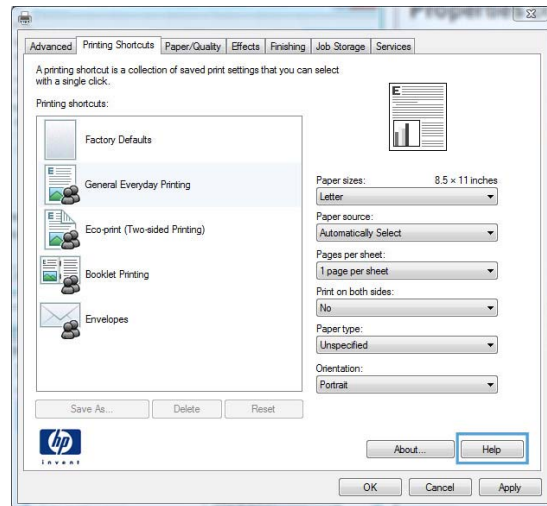 Properties
Advanced Printing Shortcuts Paper/Quality Effects Finishing Job Storage Services
A printing shortcut is a collection of saved print settings that you can select
with a single click.
Printing shortcuts:
E
Factory Defaults
General Everyday Printing
Eco-print (Two-sided Printing)
Booklet Printing
Envelopes
Paper sizes: 8.5 × 11 inches
Letter
Paper source:
Automatically Select
Pages per sheet:
1 page per sheet
Print on both sides:
No
Paper type:
Unspecified
Orientation:
Portrait
Save As... Delete Reset
hp
invent
About... Help
OK Cancel Apply